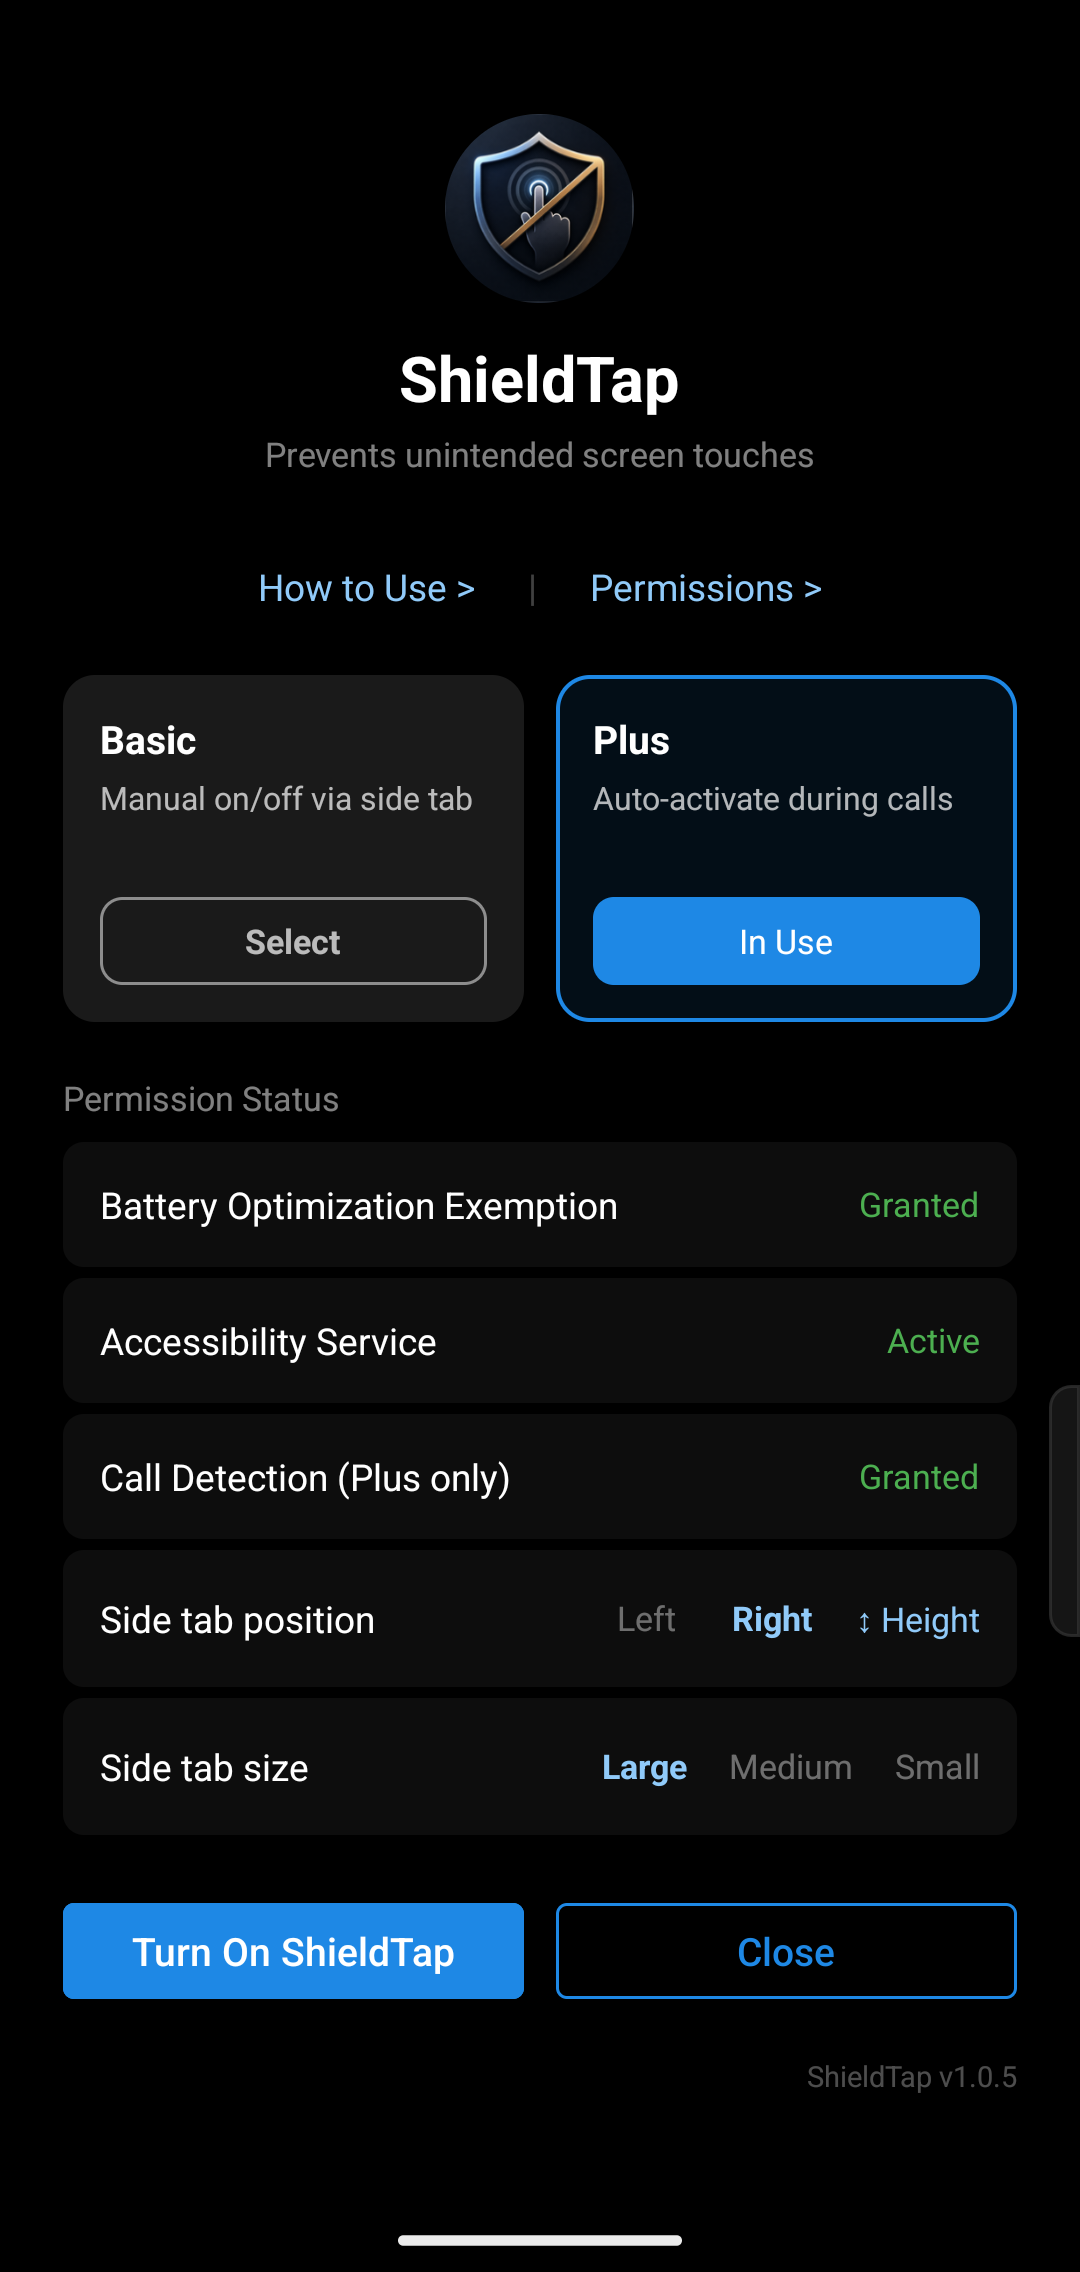 ShieldTap
Prevents unintended screen touches
How to Use > | Permissions >
Basic
Manual on/off via side tab
Select
Plus
Auto-activate during calls
In Use
Permission Status
Battery Optimization Exemption Granted
Accessibility Service Active
Call Detection (Plus only) Granted
Side tab position Left Right ↕ Height
Side tab size Large Medium Small
Turn On ShieldTap Close
ShieldTap v1.0.5